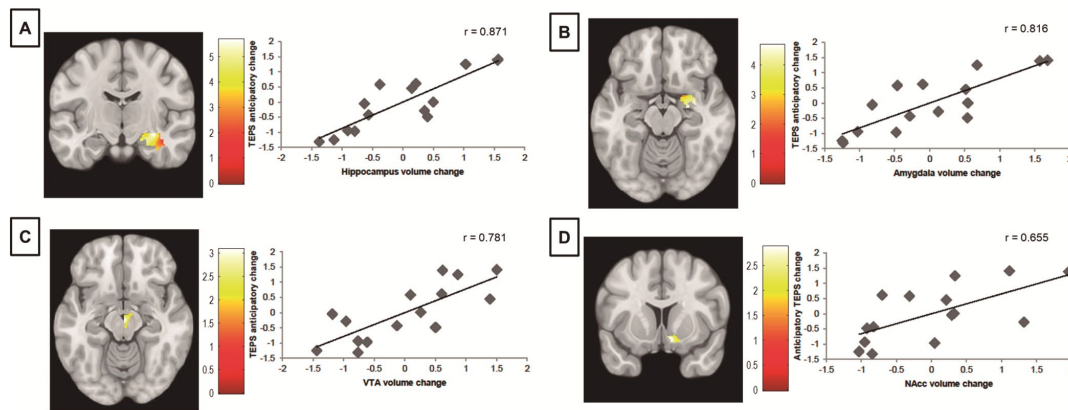 A
r = 0.871
5
4
3
2
1
0
TEPS anticipatory change
2
1.5
1
0.5
0
-0.5
-1
-1.5
-2 -1.5 -1 -0.5 0 0.5 1 1.5 2
Hippocampus volume change
B
r = 0.816
4
3
2
1
0
TEPS anticipatory change
2
1.5
1
0.5
0
-0.5
-1
-1.5
-1.5 -1 -0.5 0 0.5 1 1.5 2
Amygdala volume change
C
r = 0.781
3
2.5
2
1.5
1
0.5
0
TEPS anticipatory change
2
1.5
1
0.5
0
-0.5
-1
-1.5
-2 -1.5 -1 -0.5 0 0.5 1 1.5 2
VTA volume change
D
r = 0.655
2.5
2
1.5
1
0.5
0
Anticipatory TEPS change
2
1.5
1
0.5
0
-0.5
-1
-1.5
-1 -0.5 0 0.5 1 1.5 2
NAcc volume change